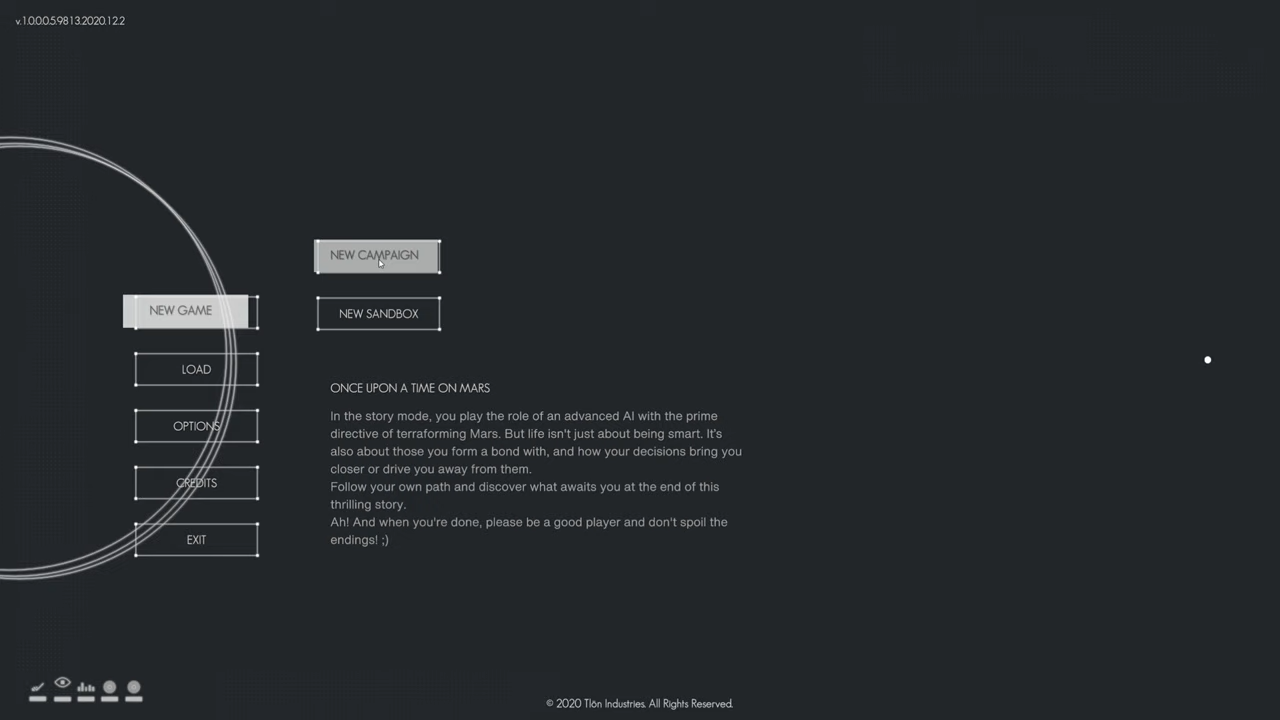 v.1.0.0.0.5.9813.2020.12.2
NEW CAMPAIGN
NEW GAME
NEW SANDBOX
LOAD
OPTIONS
CREDITS
EXIT
ONCE UPON A TIME ON MARS
In the story mode, you play the role of an advanced AI with the prime
directive of terraforming Mars. But life isn't just about being smart. It's
also about those you form a bond with, and how your decisions bring you
closer or drive you away from them.
Follow your own path and discover what awaits you at the end of this
thrilling story.
Ah! And when you're done, please be a good player and don't spoil the
endings! ;)
© 2020 Tlön Industries. All Rights Reserved.